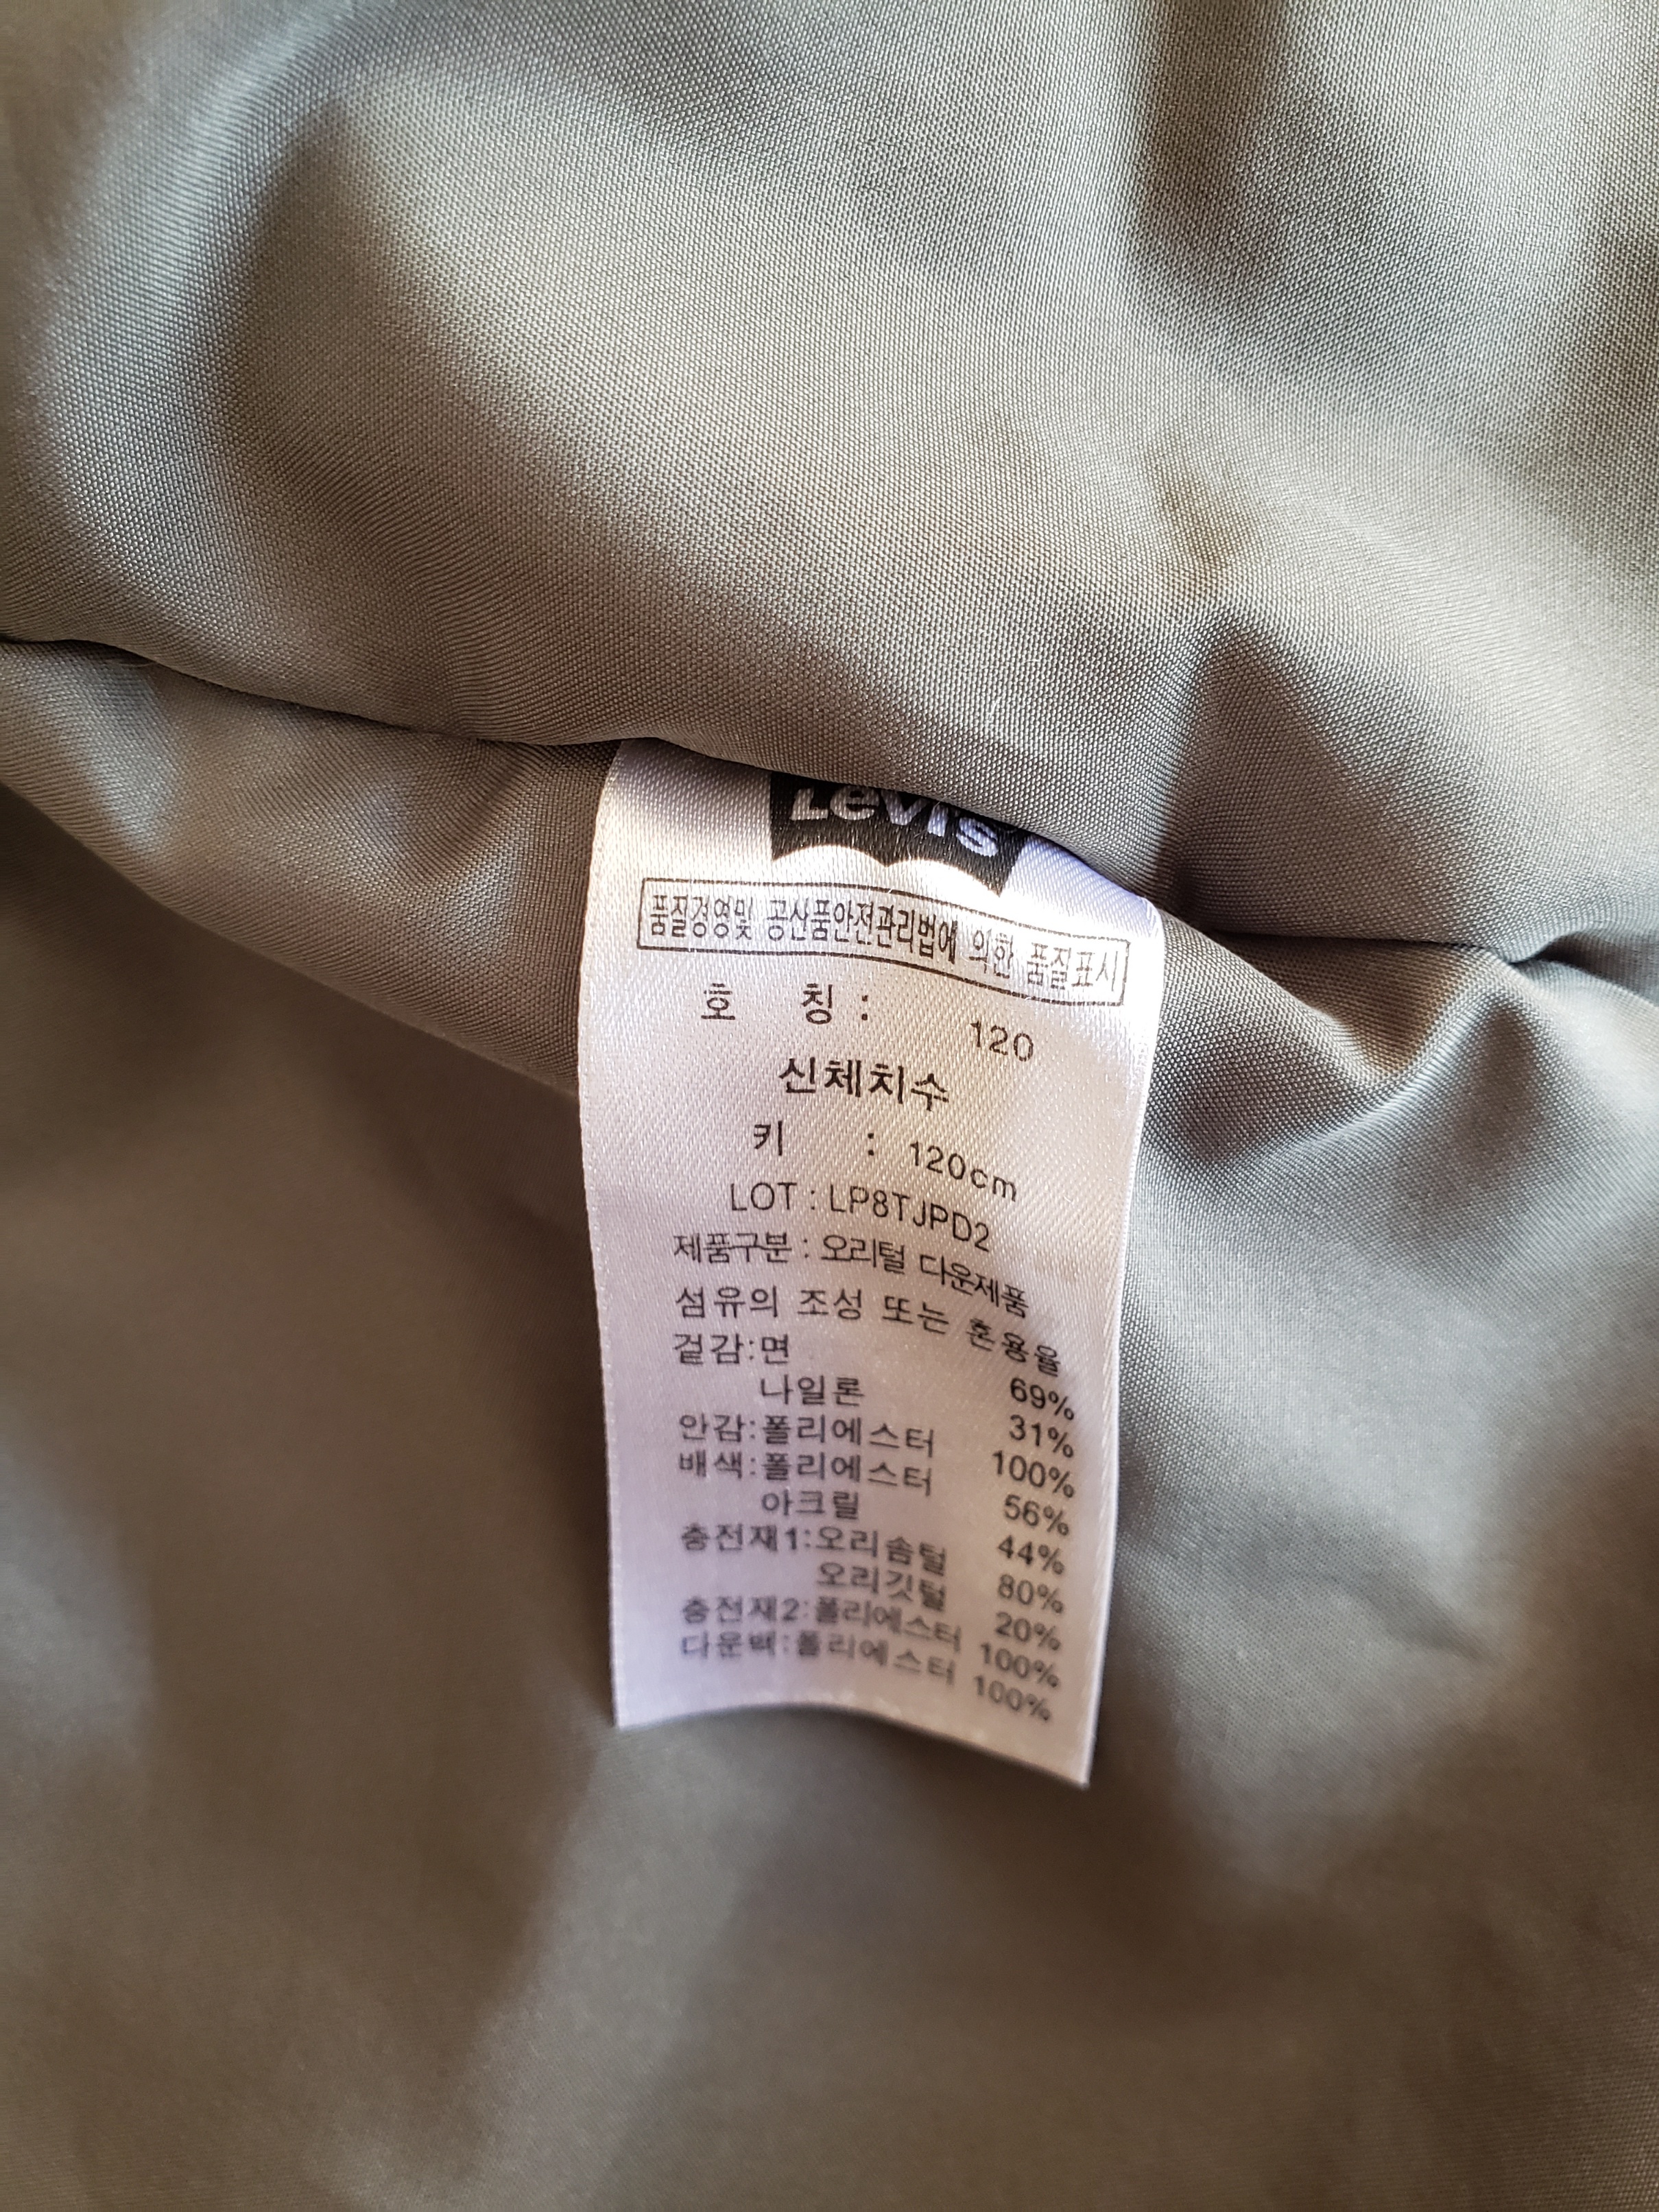 Levi's
품질경영및 공산품안전관리법에 의한 품질표시
호 칭 : 120
신체치수
키 : 120cm
LOT : LP8TJPD2
제품구분 : 오리털 다운제품
섬유의 조성 또는 혼용율
겉감:면 69%
나일론 31%
안감:폴리에스터 100%
배색:폴리에스터 56%
아크릴 44%
충전재1:오리솜털 80%
오리깃털 20%
충전재2:폴리에스터 100%
다운백:폴리에스터 100%